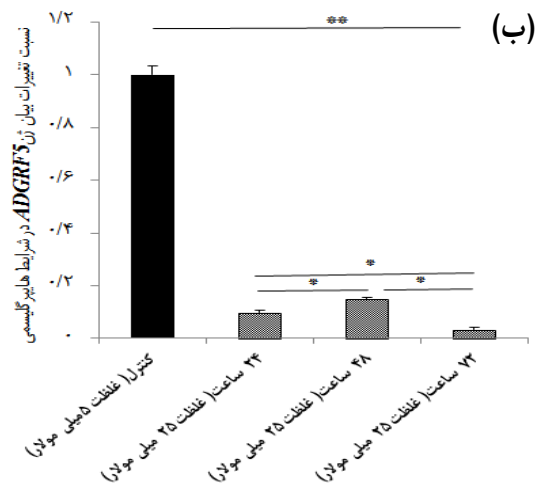 (ب)
**
۱/۲
۱
۰/۸
۰/۶
۰/۴
۰/۲
۰
نسبت تغییرات بیان ژن ADGRF5 در شرایط هایپرگلیسمی
*
*
*
کنترل( غلظت ۵میلی مولار)
۲۴ ساعت( غلظت ۲۵ میلی مولار)
۴۸ ساعت( غلظت ۲۵ میلی مولار)
۷۲ ساعت( غلظت ۲۵ میلی مولار)